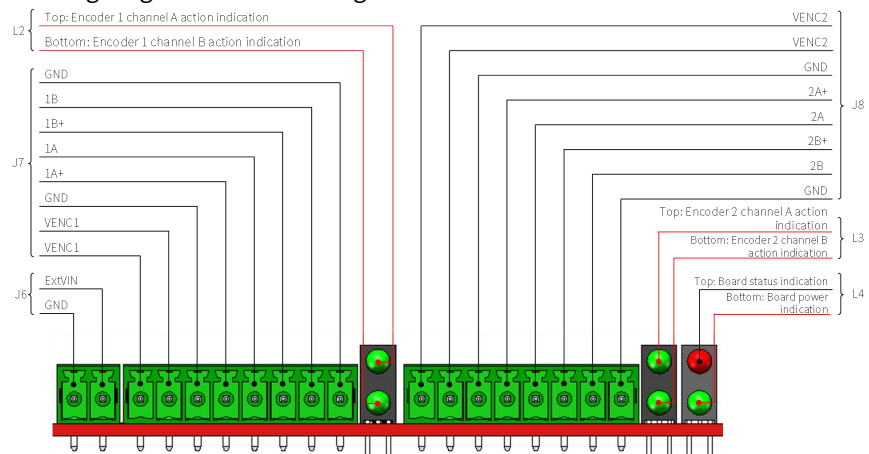 Top: Encoder 1 channel A action indication
L2
Bottom: Encoder 1 channel B action indication
GND
1B
1B+
1A
J7
1A+
GND
VENC1
VENC1
ExtVIN
J6
GND
VENC2
VENC2
GND
2A+
J8
2A
2B+
2B
GND
Top: Encoder 2 channel A action
indication
L3
Bottom: Encoder 2 channel B
action indication
Top: Board status indication
L4
Bottom: Board power
indication